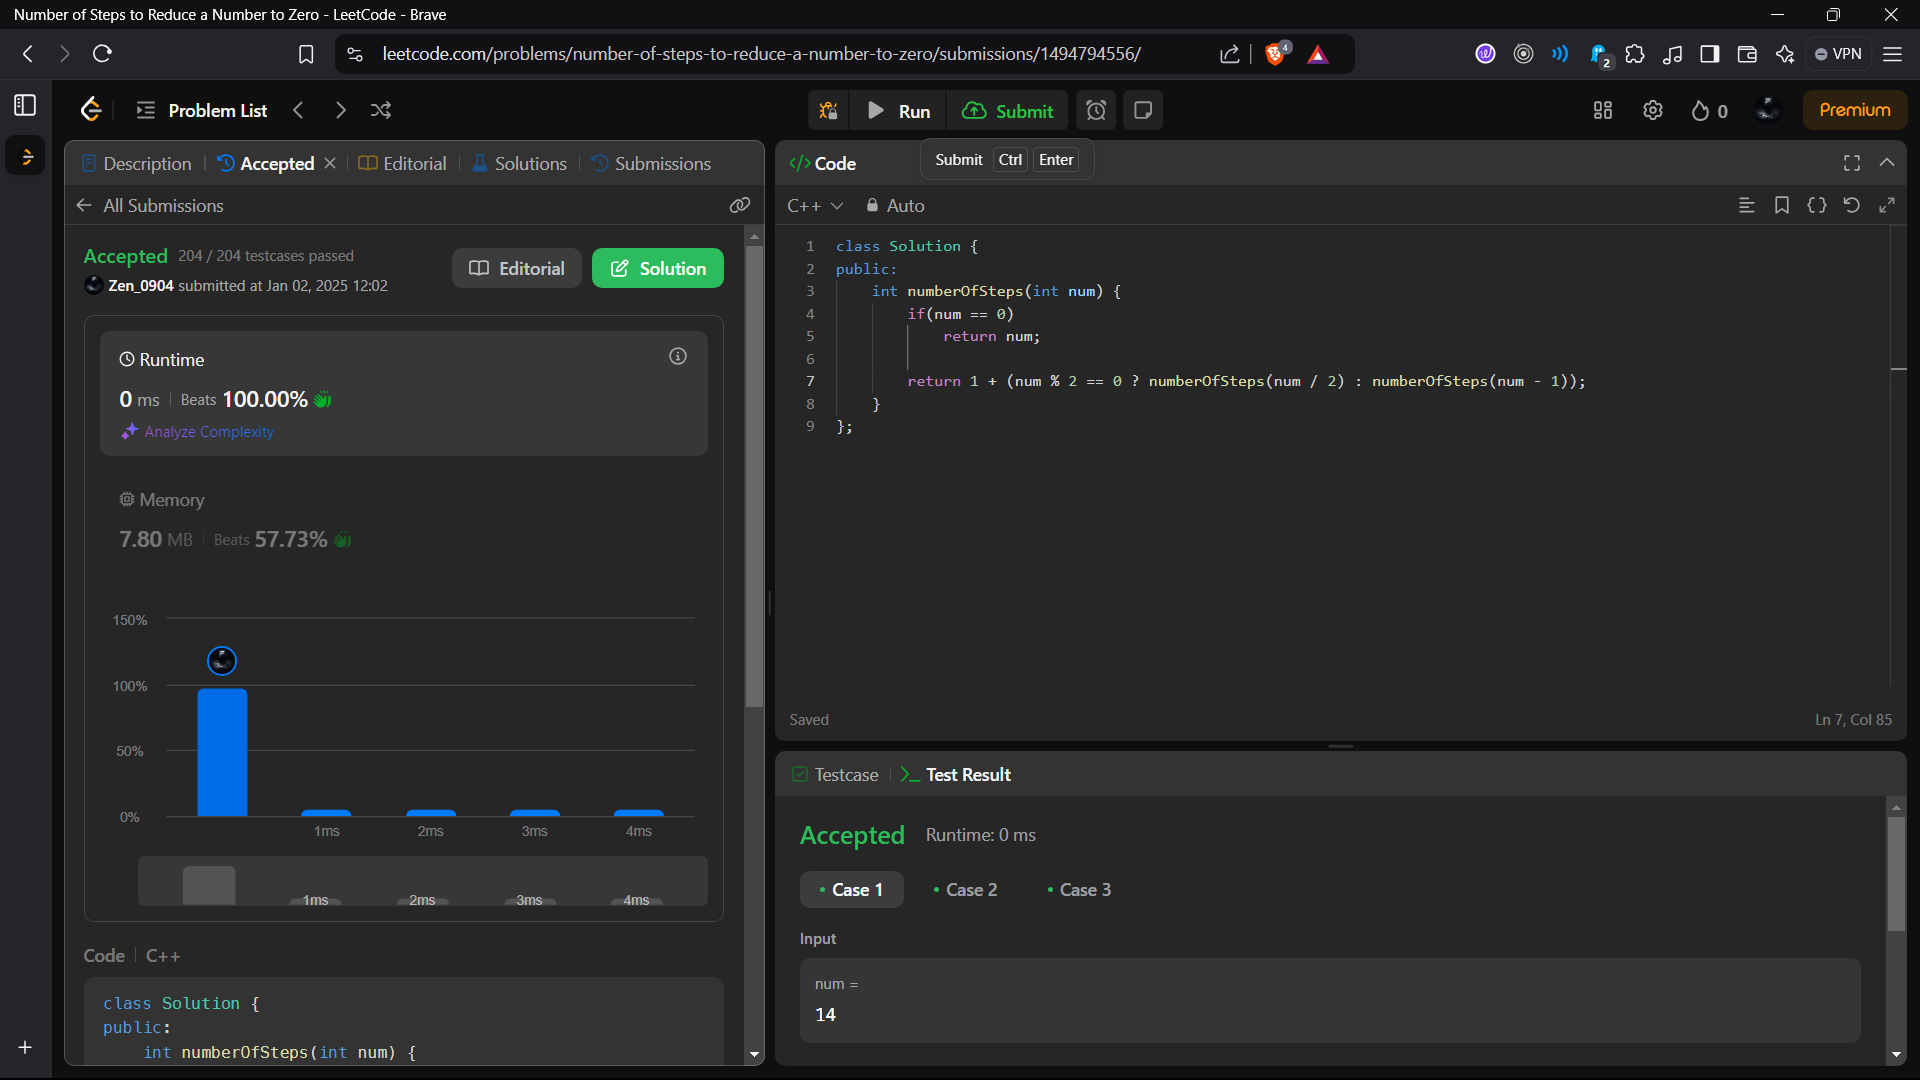 Number of Steps to Reduce a Number to Zero - LeetCode - Brave
leetcode.com/problems/number-of-steps-to-reduce-a-number-to-zero/submissions/1494794556/
4
2
VPN
Problem List
Run
Submit
0
Premium
Description
Accepted
Editorial
Solutions
Submissions
All Submissions
Accepted 204 / 204 testcases passed
Zen_0904 submitted at Jan 02, 2025 12:02
Editorial
Solution
Runtime
0 ms Beats 100.00%
Analyze Complexity
Memory
7.80 MB Beats 57.73%
150%
100%
50%
0%
1ms 2ms 3ms 4ms
1ms 2ms 3ms 4ms
Code C++
class Solution {
public:
int numberOfSteps(int num) {
</> Code
Submit Ctrl Enter
C++ Auto
1 class Solution {
2 public:
3 int numberOfSteps(int num) {
4 if(num == 0)
5 return num;
6
7 return 1 + (num % 2 == 0 ? numberOfSteps(num / 2) : numberOfSteps(num - 1));
8 }
9 };
Saved
Ln 7, Col 85
Testcase
>_ Test Result
Accepted Runtime: 0 ms
• Case 1 • Case 2 • Case 3
Input
num =
14